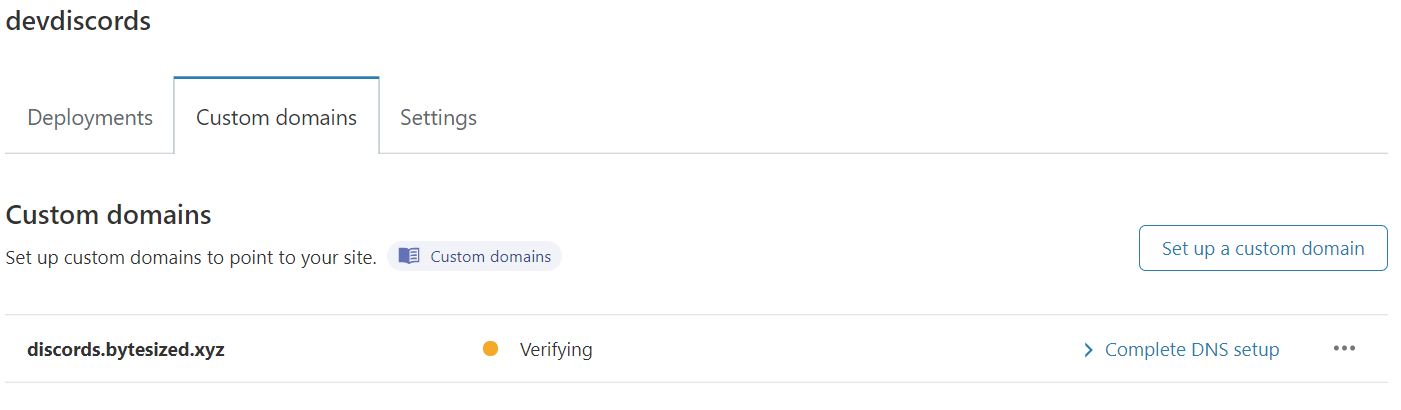 devdiscords
Deployments Custom domains Settings
Custom domains
Set up custom domains to point to your site. Custom domains
Set up a custom domain
discords.bytesized.xyz Verifying Complete DNS setup